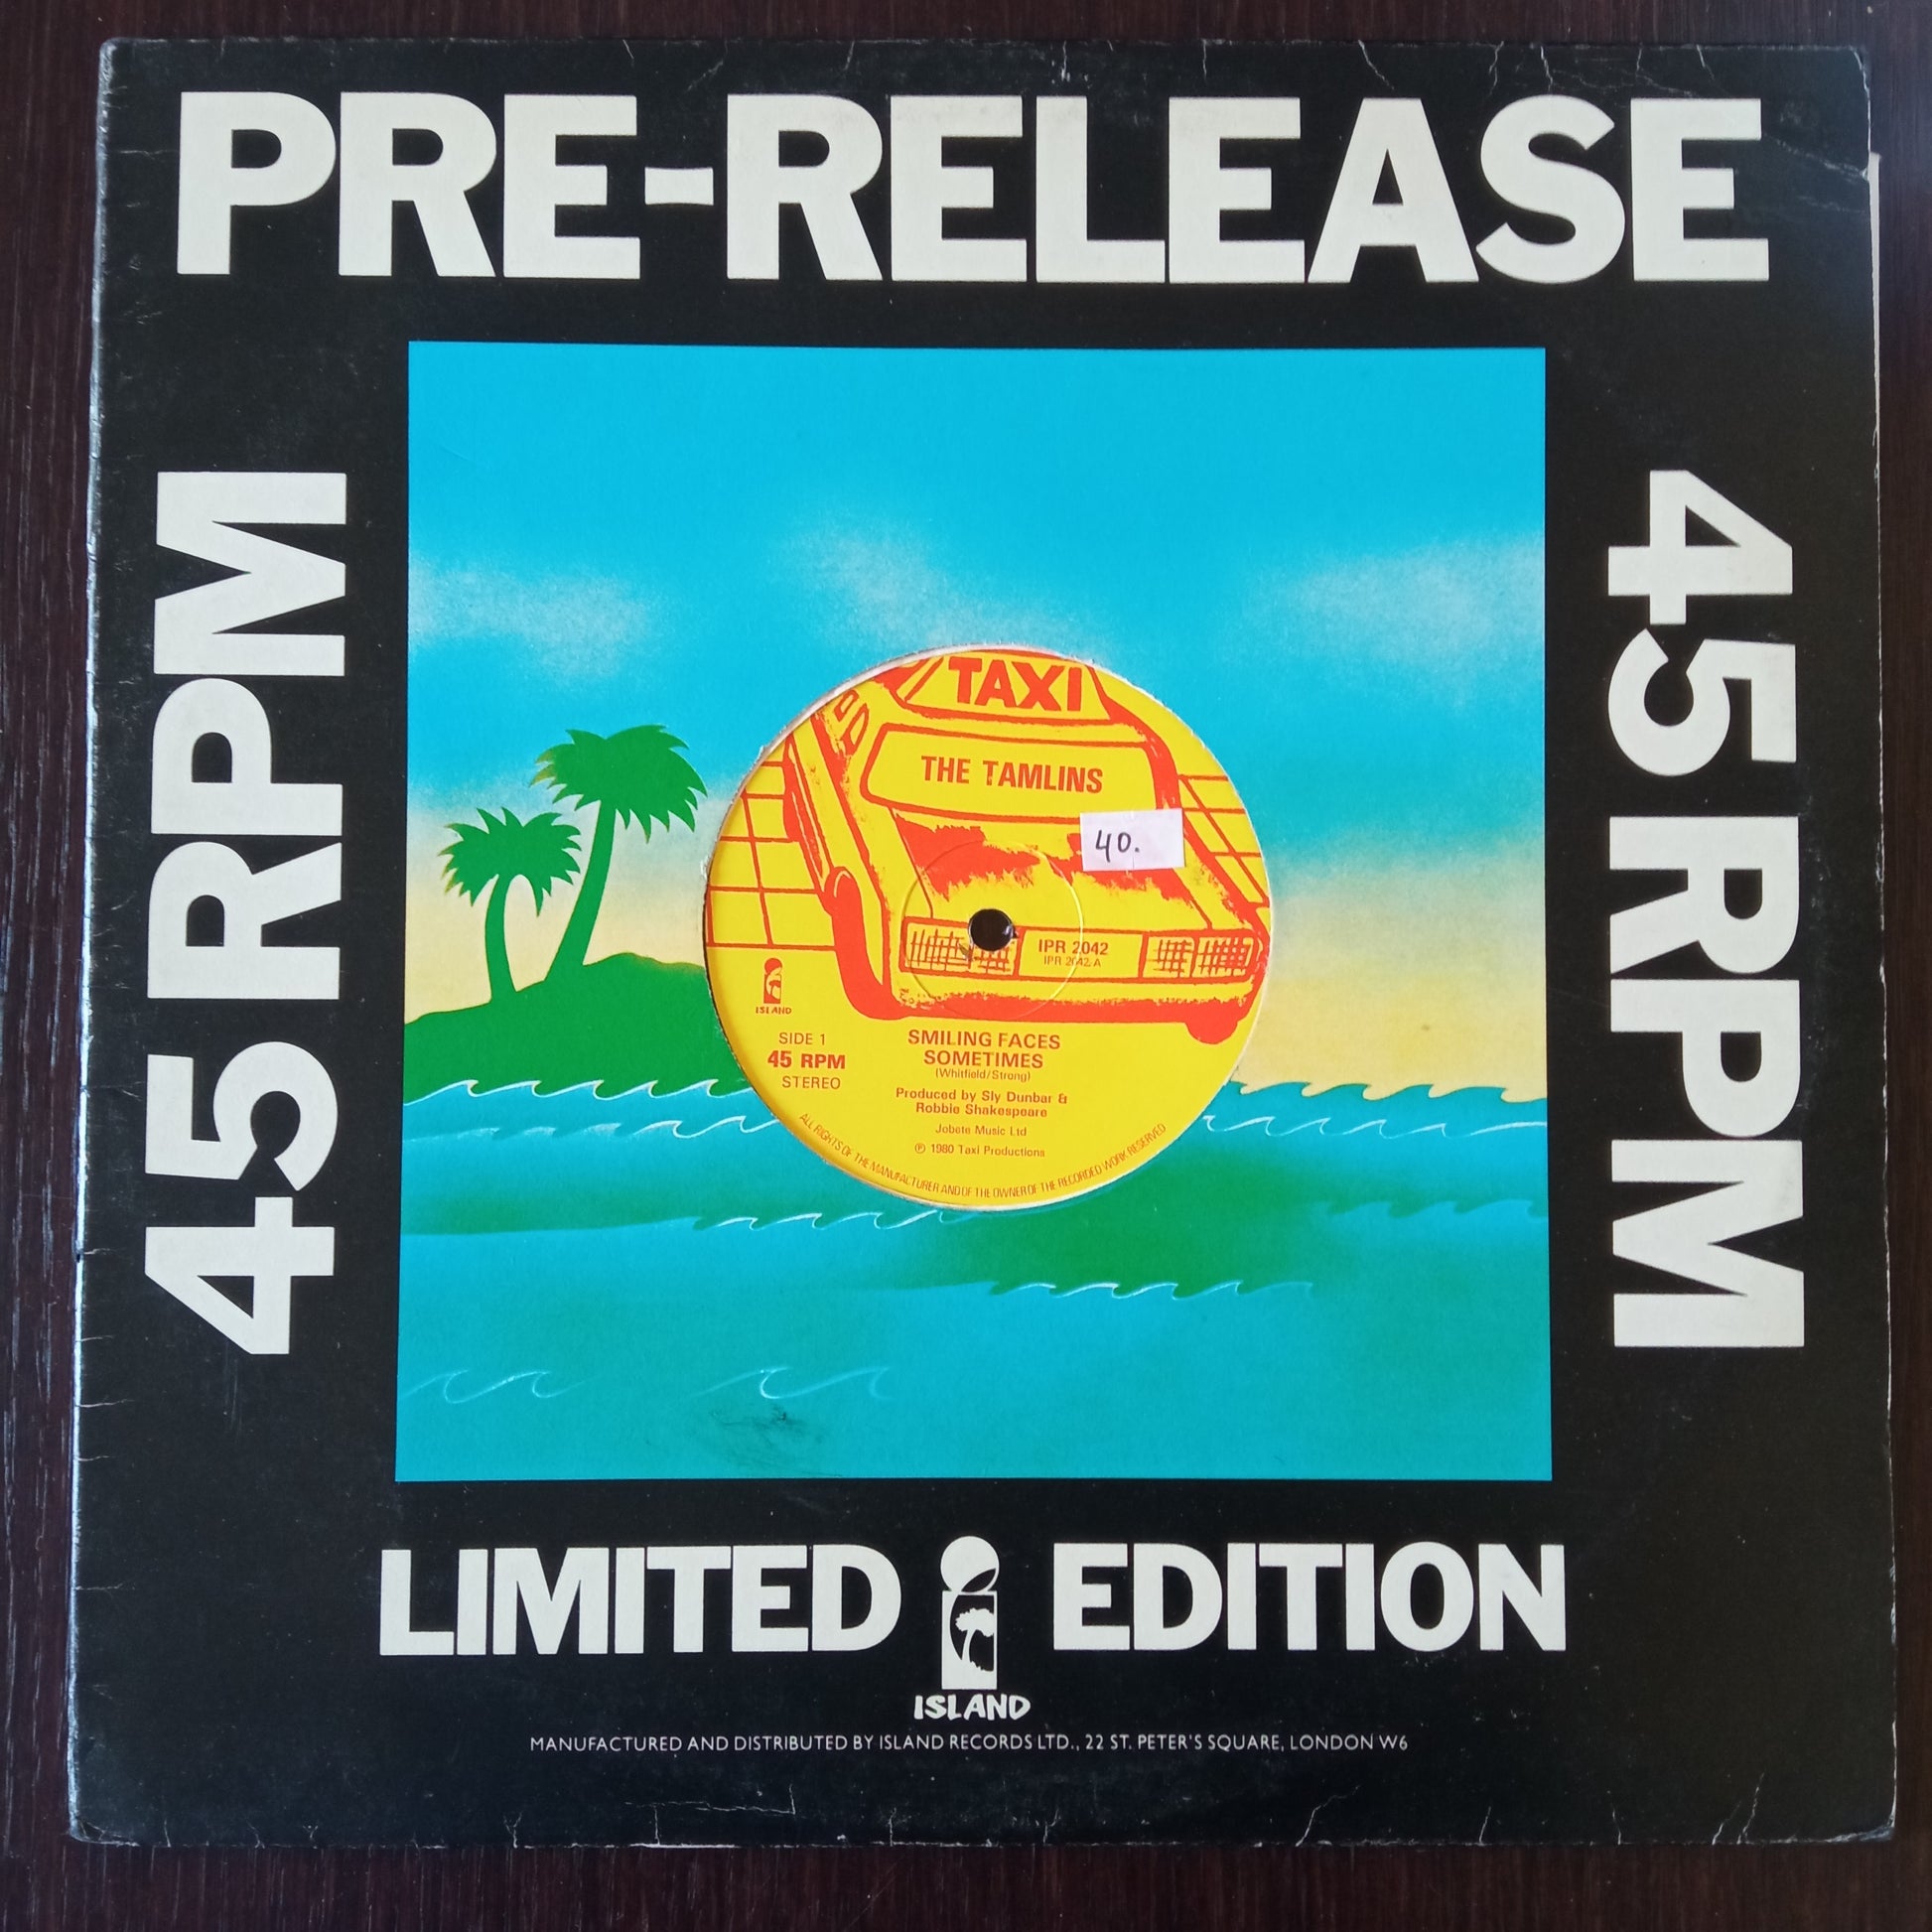 PRE-RELEASE
45 RPM
45 RPM
TAXI
THE TAMLINS
40.
IPR 2042
IPR 2042 A
ISLAND
SIDE 1
45 RPM
STEREO
SMILING FACES
SOMETIMES
(Whitfield/Strong)
Produced by Sly Dunbar &
Robbie Shakespeare
Jobete Music Ltd
℗ 1980 Taxi Productions
ALL RIGHTS OF THE MANUFACTURER AND OF THE OWNER OF THE RECORDED WORK RESERVED
LIMITED EDITION
ISLAND
MANUFACTURED AND DISTRIBUTED BY ISLAND RECORDS LTD., 22 ST. PETER'S SQUARE, LONDON W6